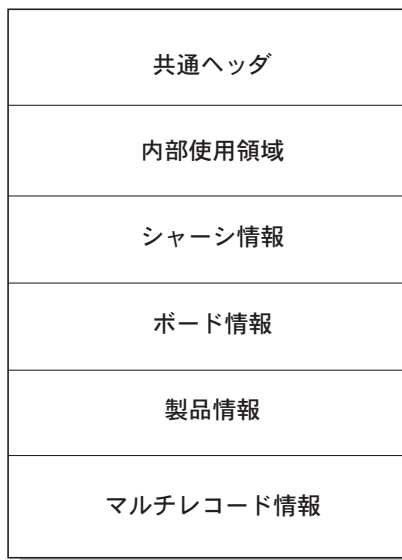 共通ヘッダ
内部使用領域
シャーシ情報
ボード情報
製品情報
マルチレコード情報